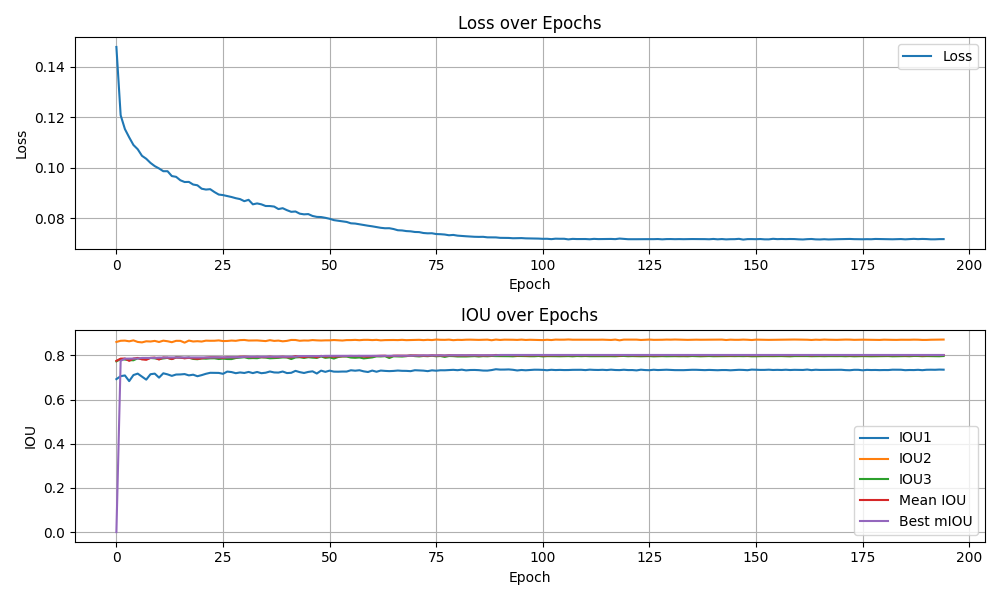 Loss over Epochs
Loss
0.14
0.12
0.10
0.08
Loss
0 25 50 75 100 125 150 175 200
Epoch
IOU over Epochs
IOU
0.8
0.6
0.4
0.2
0.0
IOU1
IOU2
IOU3
Mean IOU
Best mIOU
0 25 50 75 100 125 150 175 200
Epoch